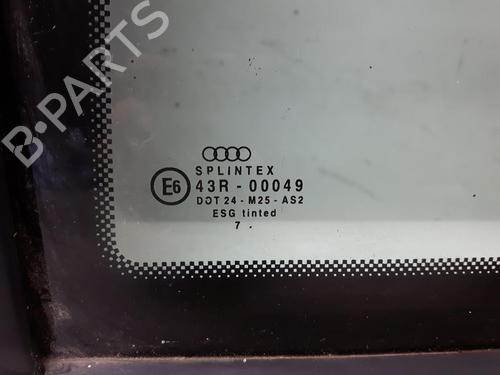 B-PARTS
SPLINTEX
E6 43R - 00049
DOT 24 - M25 - AS2
ESG tinted
7